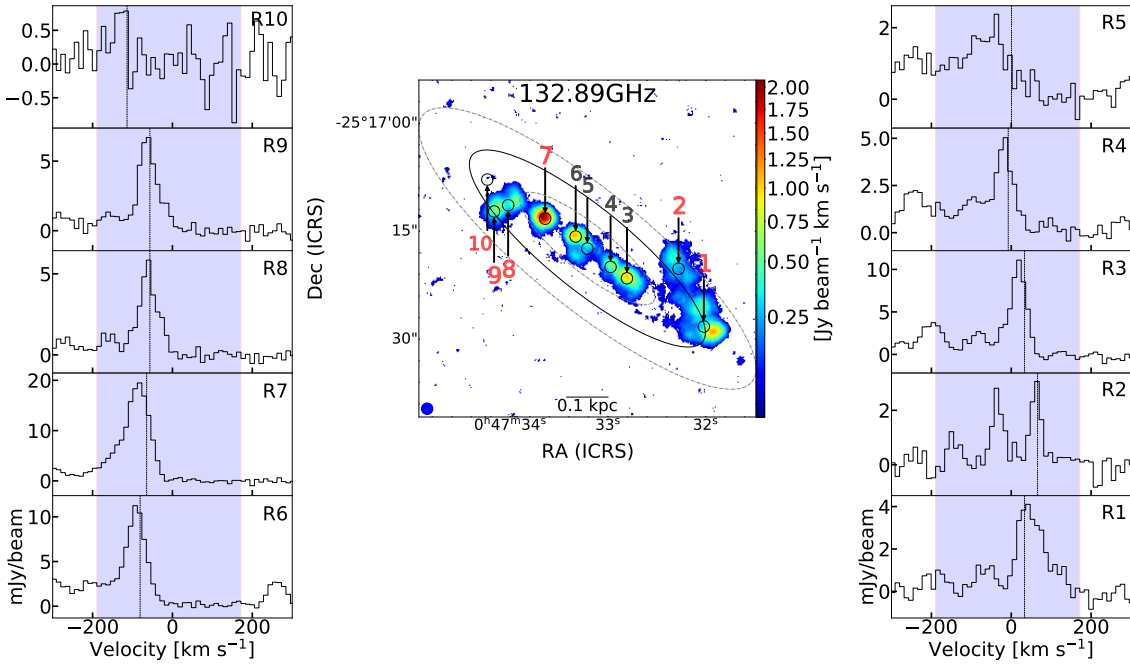 R10
0.5
0.0
−0.5
R9
5
0
R8
5
0
R7
20
10
0
R6
10
5
0
mJy/beam
−200
0
200
Velocity [km s⁻¹]
132.89GHz
-25°17'00"
15"
30"
Dec (ICRS)
7
6
5
4
3
2
1
10
9
8
0.1 kpc
0ʰ47ᵐ34ˢ
33ˢ
32ˢ
RA (ICRS)
2.00
1.75
1.50
1.25
1.00
0.75
0.50
0.25
[Jy beam⁻¹ km s⁻¹]
R5
2
0
R4
5.0
2.5
0.0
R3
10
5
0
R2
2
0
R1
4
2
0
mJy/beam
−200
0
200
Velocity [km s⁻¹]